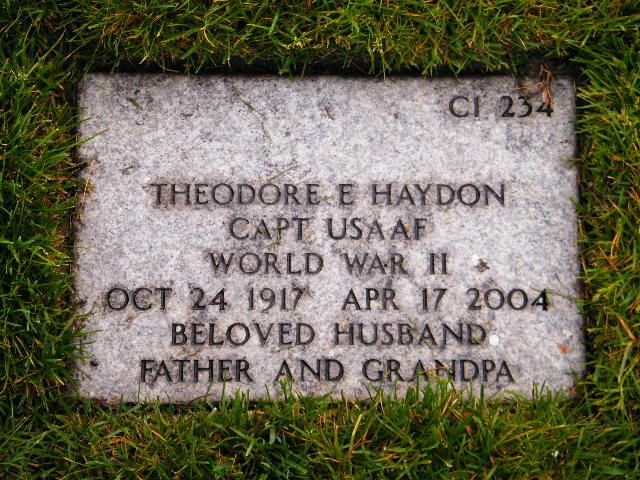 CI 234
THEODORE E HAYDON
CAPT USAAF
WORLD WAR II
OCT 24 1917 APR 17 2004
BELOVED HUSBAND
FATHER AND GRANDPA